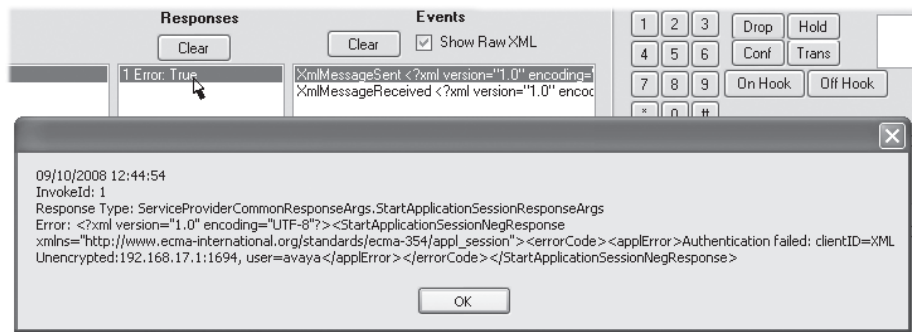 Responses
Events
Clear
Clear
Show Raw XML
1 Error: True
XmlMessageSent <?xml version="1.0" encoding=
XmlMessageReceived <?xml version="1.0" encod
1 2 3
4 5 6
7 8 9
* 0 #
Drop Hold
Conf Trans
On Hook Off Hook
09/10/2008 12:44:54
InvokeId: 1
Response Type: ServiceProviderCommonResponseArgs.StartApplicationSessionResponseArgs
Error: <?xml version="1.0" encoding="UTF-8"?><StartApplicationSessionNegResponse
xmlns="http://www.ecma-international.org/standards/ecma-354/appl_session"><errorCode><applError>Authentication failed: clientID=XML
Unencrypted:192.168.17.1:1694, user=avaya</applError></errorCode></StartApplicationSessionNegResponse>
OK